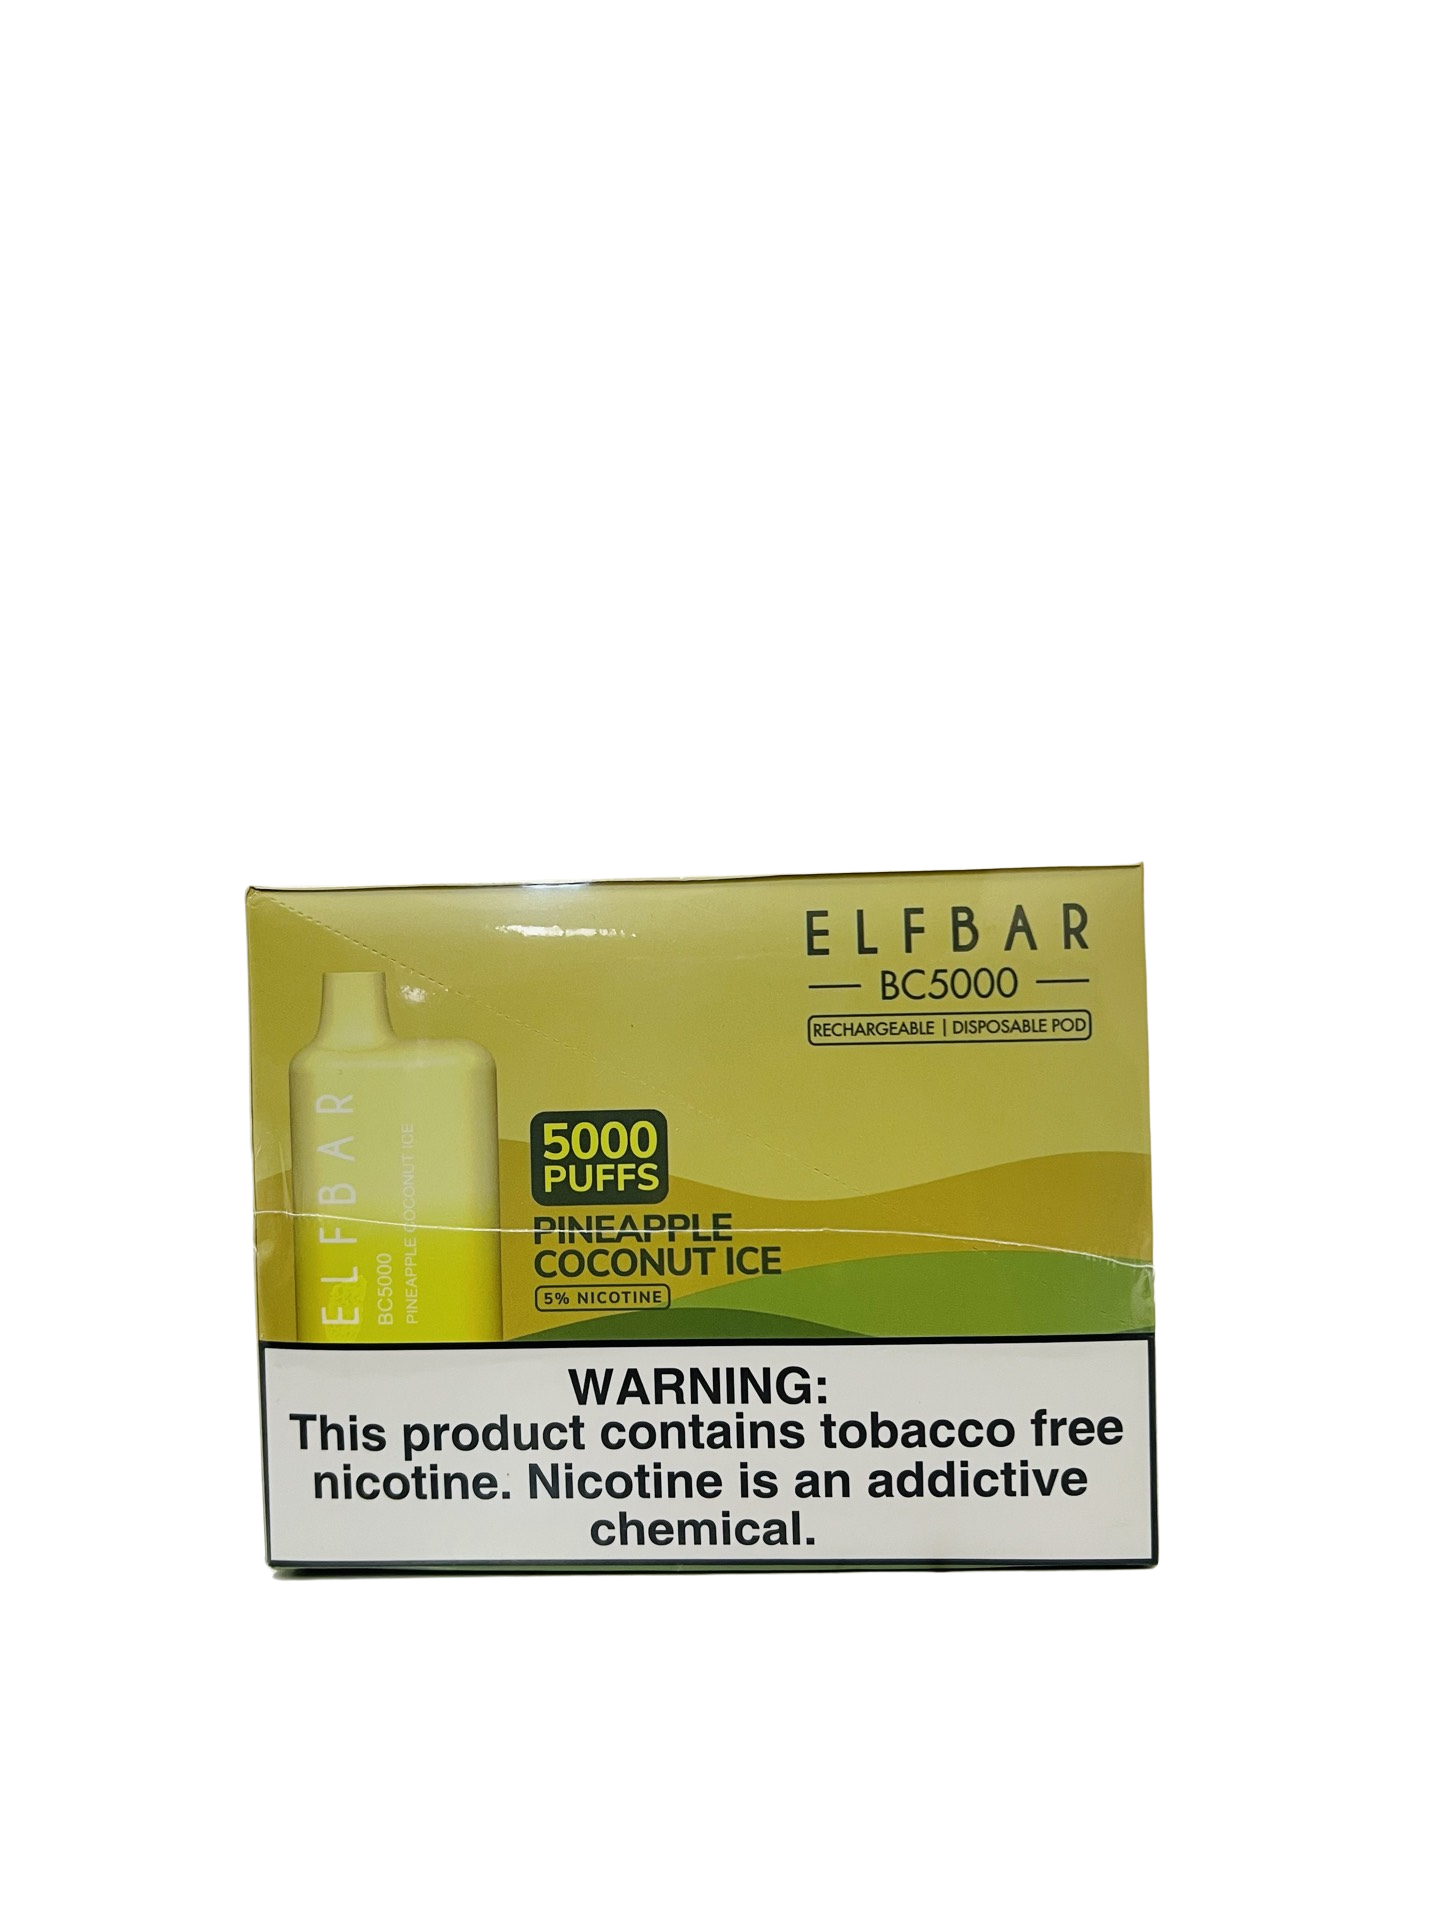 ELFBAR
BC5000
RECHARGEABLE | DISPOSABLE POD
ELFBAR
BC5000
PINEAPPLE COCONUT ICE
5000
PUFFS
PINEAPPLE
COCONUT ICE
5% NICOTINE
WARNING:
This product contains tobacco free
nicotine. Nicotine is an addictive
chemical.